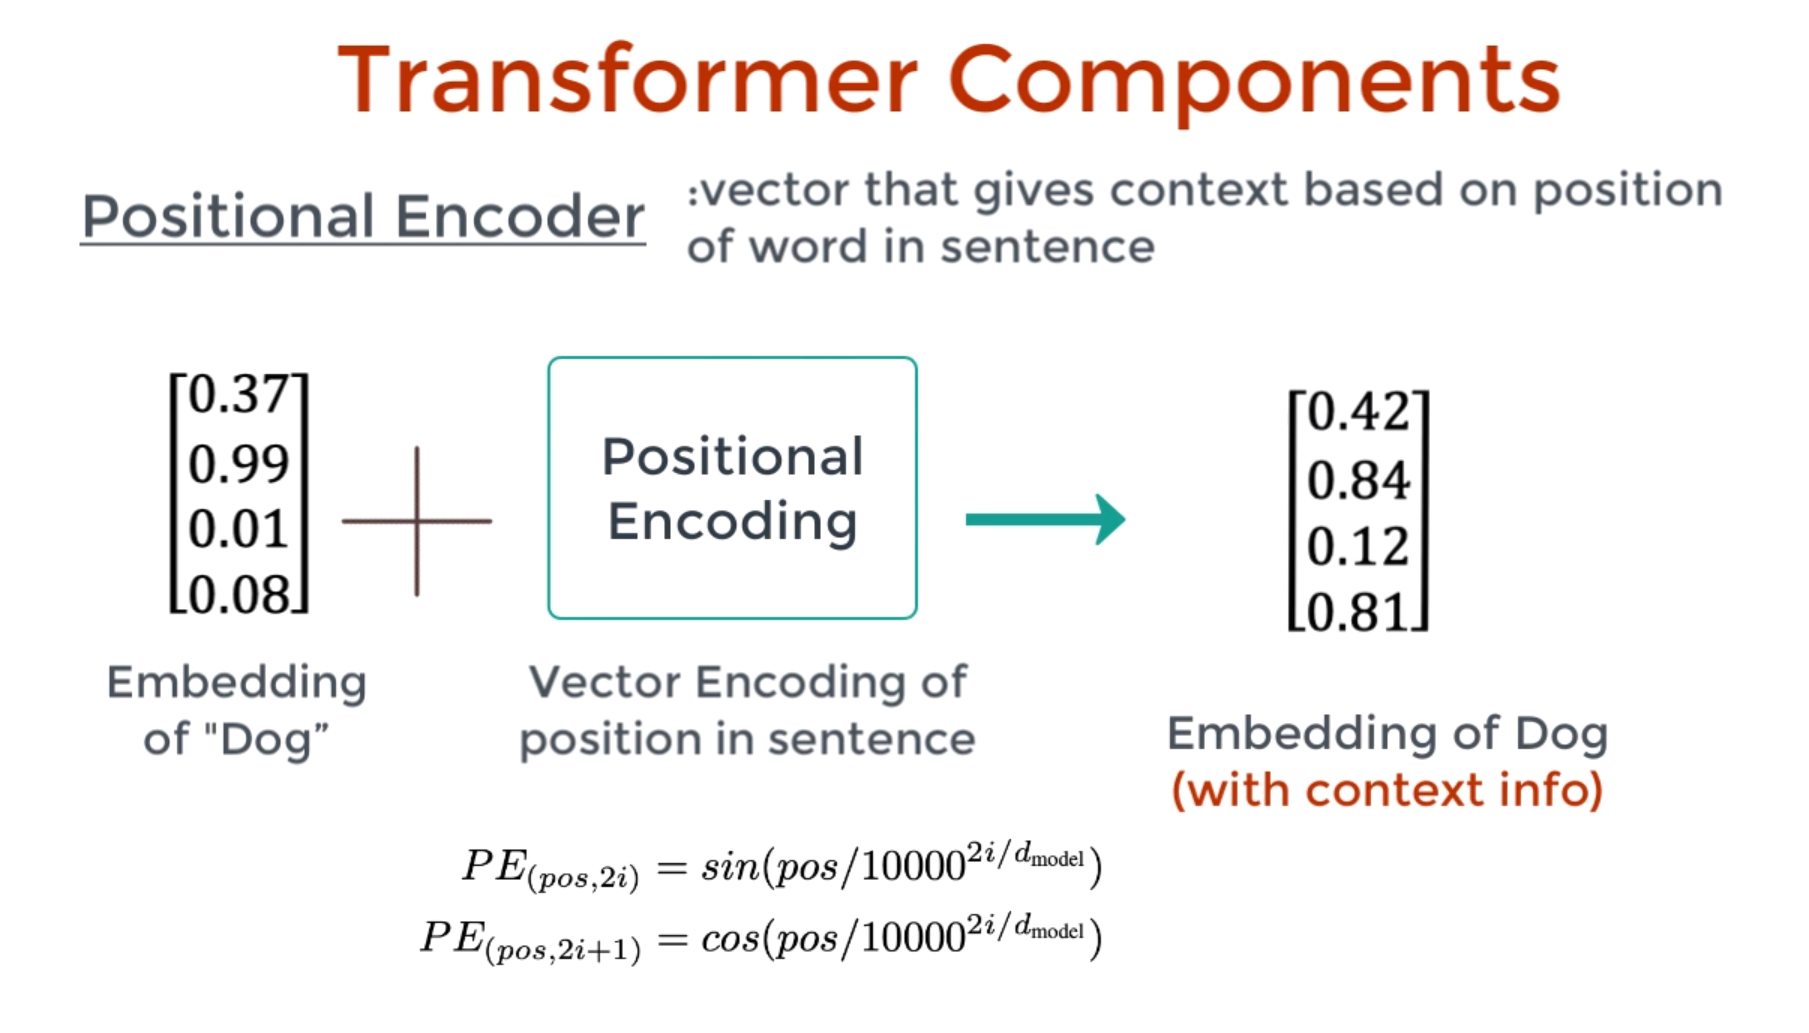 Transformer Components
Positional Encoder
:vector that gives context based on position
of word in sentence
[0.37]
0.99
0.01
[0.08]
Positional
Encoding
[0.42]
0.84
0.12
[0.81]
Embedding
of "Dog”
Vector Encoding of
position in sentence
Embedding of Dog
(with context info)
PE(pos,2i) = sin(pos/10000^2i/d_model)
PE(pos,2i+1) = cos(pos/10000^2i/d_model)